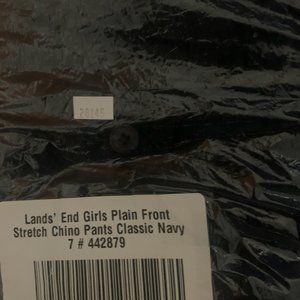 Lands' End Girls Plain Front
Stretch Chino Pants Classic Navy
7 # 442879